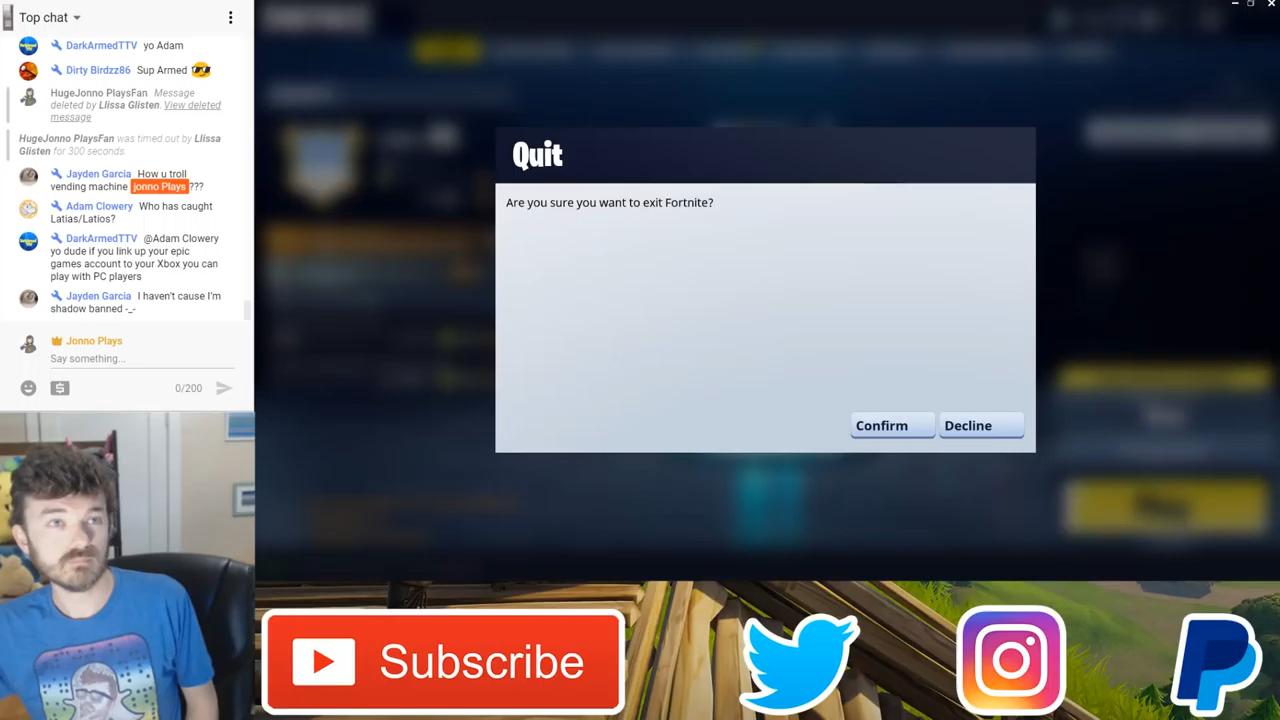 Top chat
DarkArmedTTV yo Adam
Dirty Birdzz86 Sup Armed
HugeJonno PlaysFan Message
deleted by Llissa Glisten. View deleted
message
HugeJonno PlaysFan was timed out by Llissa
Glisten for 300 seconds.
Jayden Garcia How u troll
vending machine jonno Plays ???
Adam Clowery Who has caught
Latias/Latios?
DarkArmedTTV @Adam Clowery
yo dude if you link up your epic
games account to your Xbox you can
play with PC players
Jayden Garcia I haven't cause I'm
shadow banned -_-
Jonno Plays
Say something...
0/200
Quit
Are you sure you want to exit Fortnite?
Confirm Decline
Subscribe